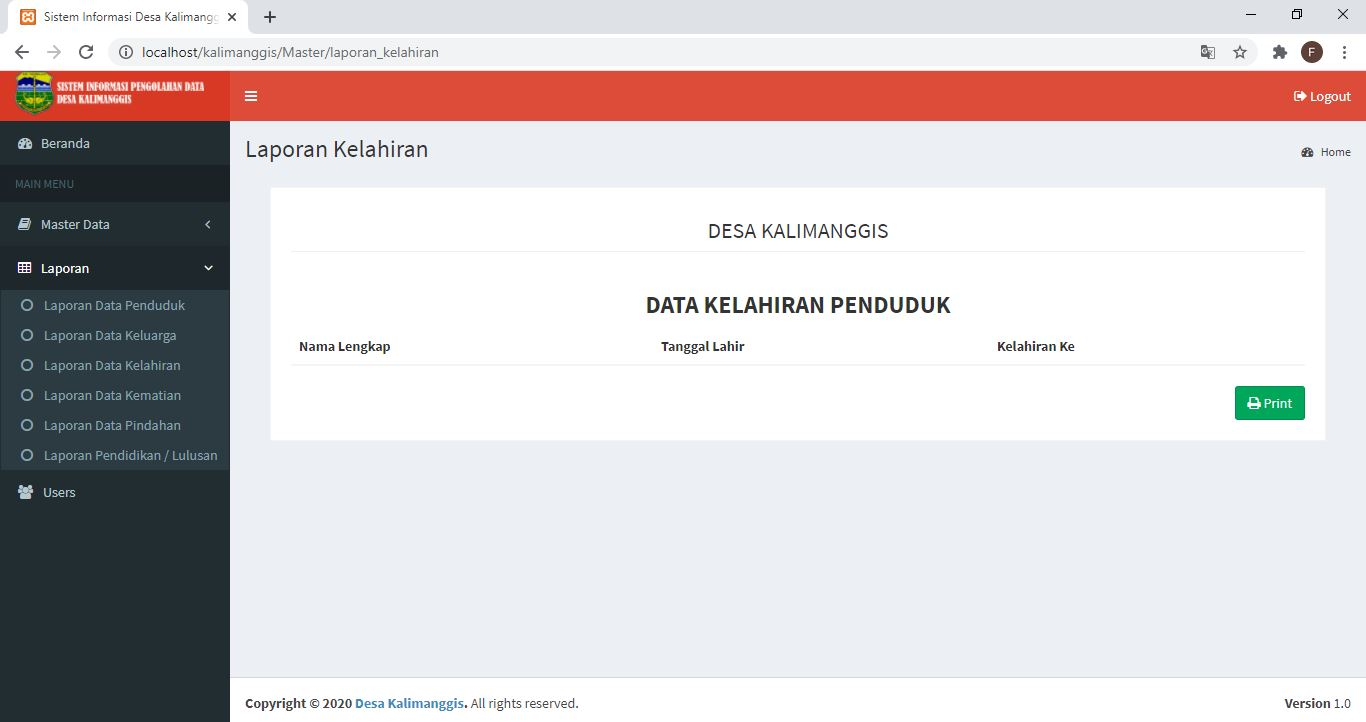 Sistem Informasi Desa Kalimangg
localhost/kalimanggis/Master/laporan_kelahiran
F
SISTEM INFORMASI PENGOLAHAN DATA
DESA KALIMANGGIS
Logout
Beranda
Laporan Kelahiran
Home
MAIN MENU
Master Data
DESA KALIMANGGIS
Laporan
Laporan Data Penduduk
Laporan Data Keluarga
Laporan Data Kelahiran
Laporan Data Kematian
Laporan Data Pindahan
Laporan Pendidikan / Lulusan
Users
DATA KELAHIRAN PENDUDUK
Nama Lengkap Tanggal Lahir Kelahiran Ke
Print
Copyright © 2020 Desa Kalimanggis. All rights reserved.
Version 1.0